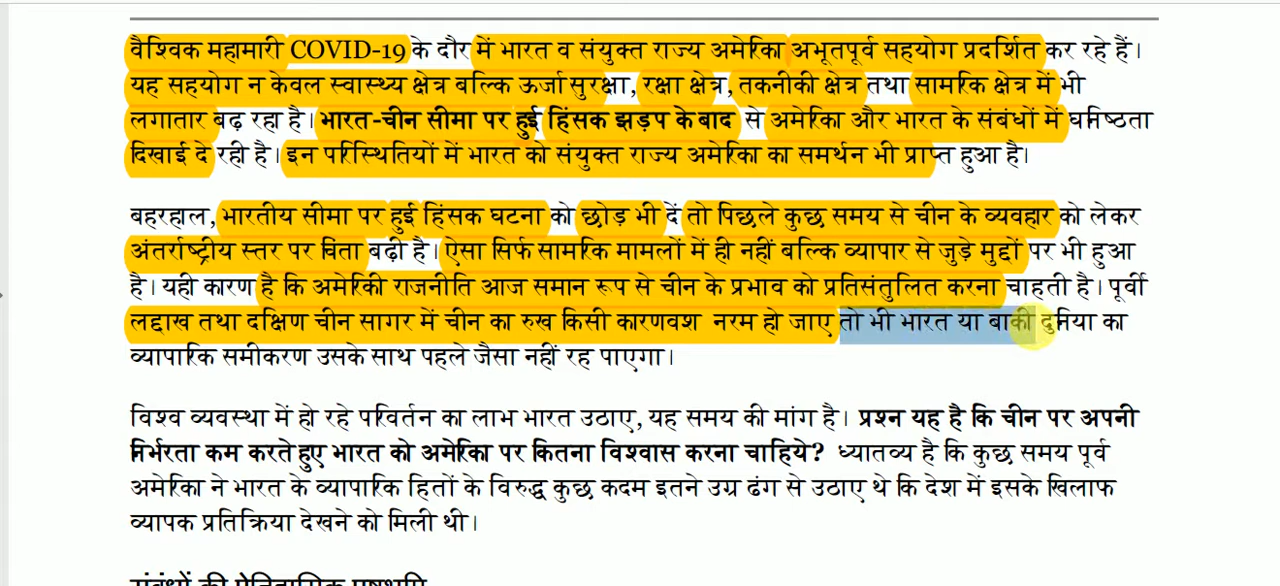 वैश्विक महामारी COVID-19 के दौर में भारत व संयुक्त राज्य अमेरिका अभूतपूर्व सहयोग प्रदर्शित कर रहे हैं।
यह सहयोग न केवल स्वास्थ्य क्षेत्र बल्कि ऊर्जा सुरक्षा, रक्षा क्षेत्र, तकनीकी क्षेत्र तथा सामरिक क्षेत्र में भी
लगातार बढ़ रहा है। भारत-चीन सीमा पर हुई हिंसक झड़प के बाद से अमेरिका और भारत के संबंधों में घनिष्ठता
दिखाई दे रही है। इन परिस्थितियों में भारत को संयुक्त राज्य अमेरिका का समर्थन भी प्राप्त हुआ है।
बहरहाल, भारतीय सीमा पर हुई हिंसक घटना को छोड़ भी दें तो पिछले कुछ समय से चीन के व्यवहार को लेकर
अंतर्राष्ट्रीय स्तर पर चिंता बढ़ी है। ऐसा सिर्फ सामरिक मामलों में ही नहीं बल्कि व्यापार से जुड़े मुद्दों पर भी हुआ
है। यही कारण है कि अमेरिकी राजनीति आज समान रूप से चीन के प्रभाव को प्रतिसंतुलित करना चाहती है। पूर्वी
लद्दाख तथा दक्षिण चीन सागर में चीन का रुख किसी कारणवश नरम हो जाए तो भी भारत या बाकी दुनिया का
व्यापारिक समीकरण उसके साथ पहले जैसा नहीं रह पाएगा।
विश्व व्यवस्था में हो रहे परिवर्तन का लाभ भारत उठाए, यह समय की मांग है। प्रश्न यह है कि चीन पर अपनी
निर्भरता कम करते हुए भारत को अमेरिका पर कितना विश्वास करना चाहिये? ध्यातव्य है कि कुछ समय पूर्व
अमेरिका ने भारत के व्यापारिक हितों के विरुद्ध कुछ कदम इतने उग्र ढंग से उठाए थे कि देश में इसके खिलाफ
व्यापक प्रतिक्रिया देखने को मिली थी।
संबंधों की ऐतिहासिक पृष्ठभूमि